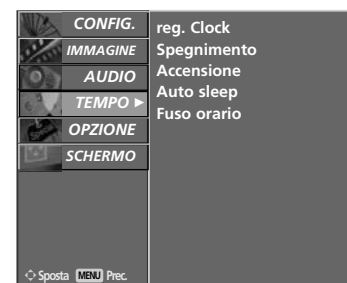 CONFIG.
IMMAGINE
AUDIO
TEMPO ►
OPZIONE
SCHERMO
reg. Clock
Spegnimento
Accensione
Auto sleep
Fuso orario
Sposta MENU Prec.